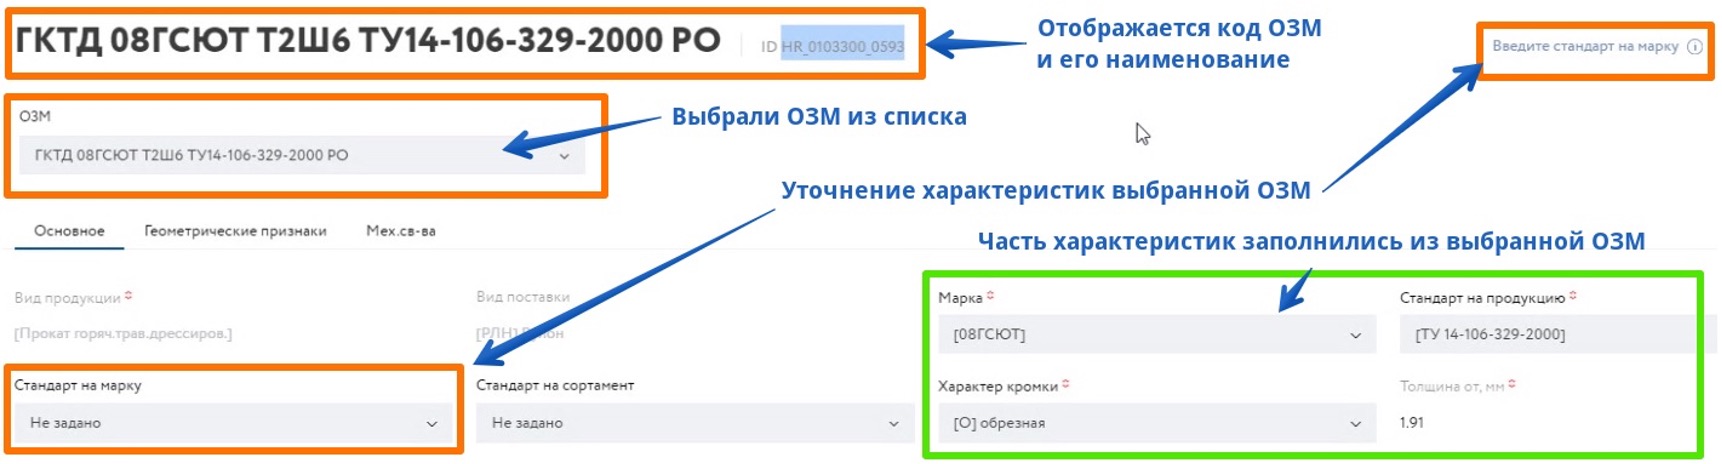 ГКТД 08ГСЮТ Т2Ш6 ТУ14-106-329-2000 РО
ID HR_0103300_0593
Отображается код ОЗМ
и его наименование
Введите стандарт на марку
ОЗМ
Выбрали ОЗМ из списка
ГКТД 08ГСЮТ Т2Ш6 ТУ14-106-329-2000 РО
Уточнение характеристик выбранной ОЗМ
Основное
Геометрические признаки
Мех.св-ва
Часть характеристик заполнились из выбранной ОЗМ
Вид продукции
Вид поставки
Марка
Стандарт на продукцию
[Прокат горяч.трав.дрессиров.]
[РЛН]
[08ГСЮТ]
[ТУ 14-106-329-2000]
Стандарт на марку
Стандарт на сортамент
Характер кромки
Толщина от, мм
Не задано
Не задано
[О] обрезная
1.91